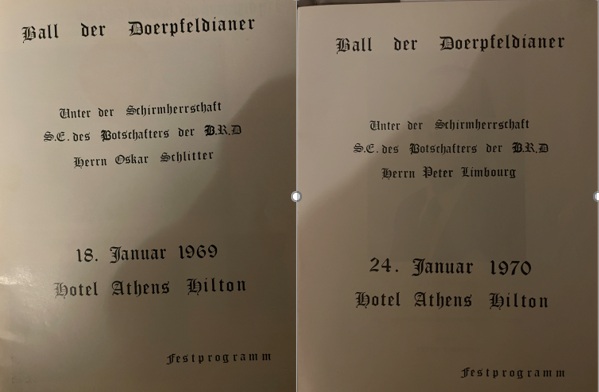 Ball der Doerpfeldianer
Unter der Schirmherrschaft
S.E. des Botschafters der B.R.D
Herrn Oskar Schlitter
18. Januar 1969
Hotel Athens Hilton
Festprogramm
Ball der Doerpfeldianer
Unter der Schirmherrschaft
S.E. des Botschafters der B.R.D
Herrn Peter Limbourg
24. Januar 1970
Hotel Athens Hilton
Festprogramm